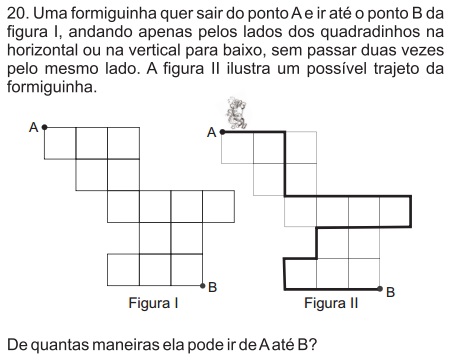 20. Uma formiguinha quer sair do ponto A e ir até o ponto B da
figura I, andando apenas pelos lados dos quadradinhos na
horizontal ou na vertical para baixo, sem passar duas vezes
pelo mesmo lado. A figura II ilustra um possível trajeto da
formiguinha.
A
A
B
B
Figura I
Figura II
De quantas maneiras ela pode ir de A até B?